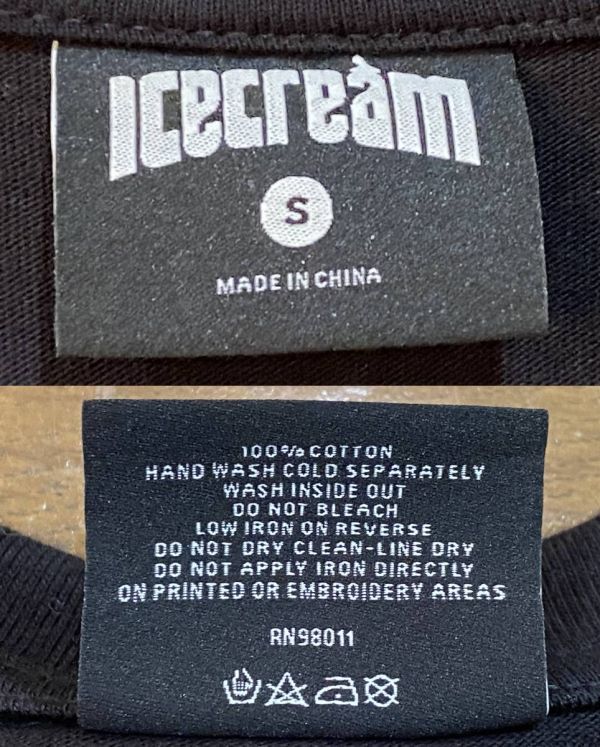 Icecream
S
MADE IN CHINA
100% COTTON
HAND WASH COLD SEPARATELY
WASH INSIDE OUT
DO NOT BLEACH
LOW IRON ON REVERSE
DO NOT DRY CLEAN-LINE DRY
DO NOT APPLY IRON DIRECTLY
ON PRINTED OR EMBROIDERY AREAS
RN98011